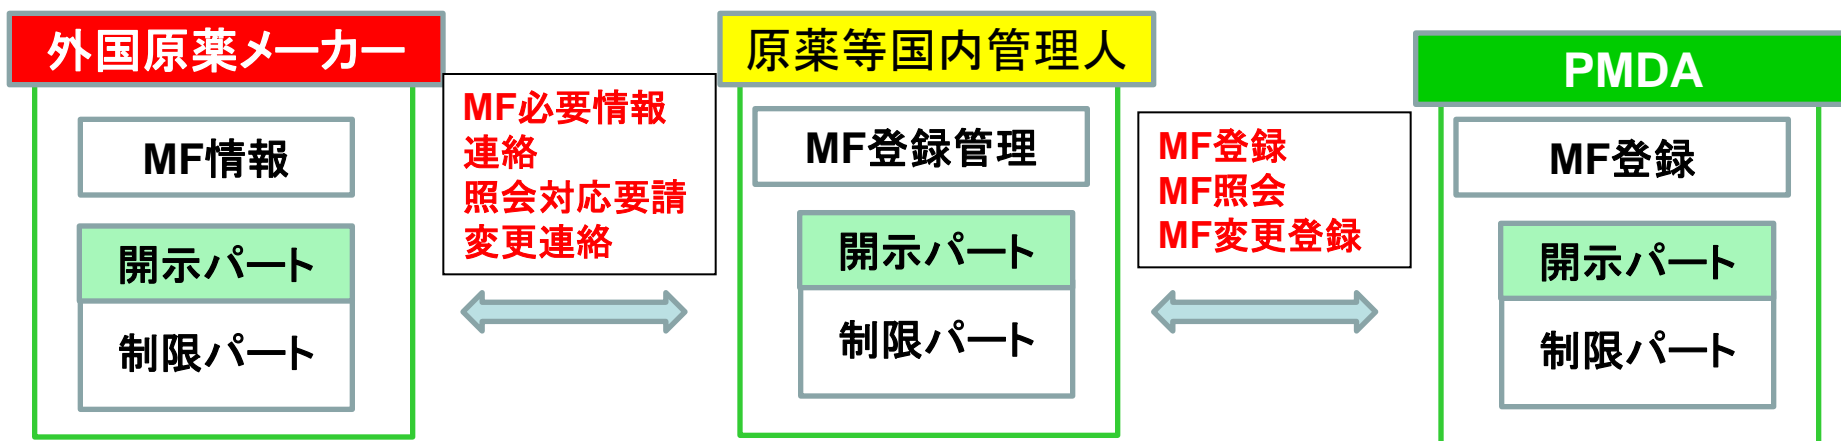 外国原薬メーカー
MF情報
開示パート
制限パート
MF必要情報
連絡
照会対応要請
変更連絡
原薬等国内管理人
MF登録管理
開示パート
制限パート
MF登録
MF照会
MF変更登録
PMDA
MF登録
開示パート
制限パート